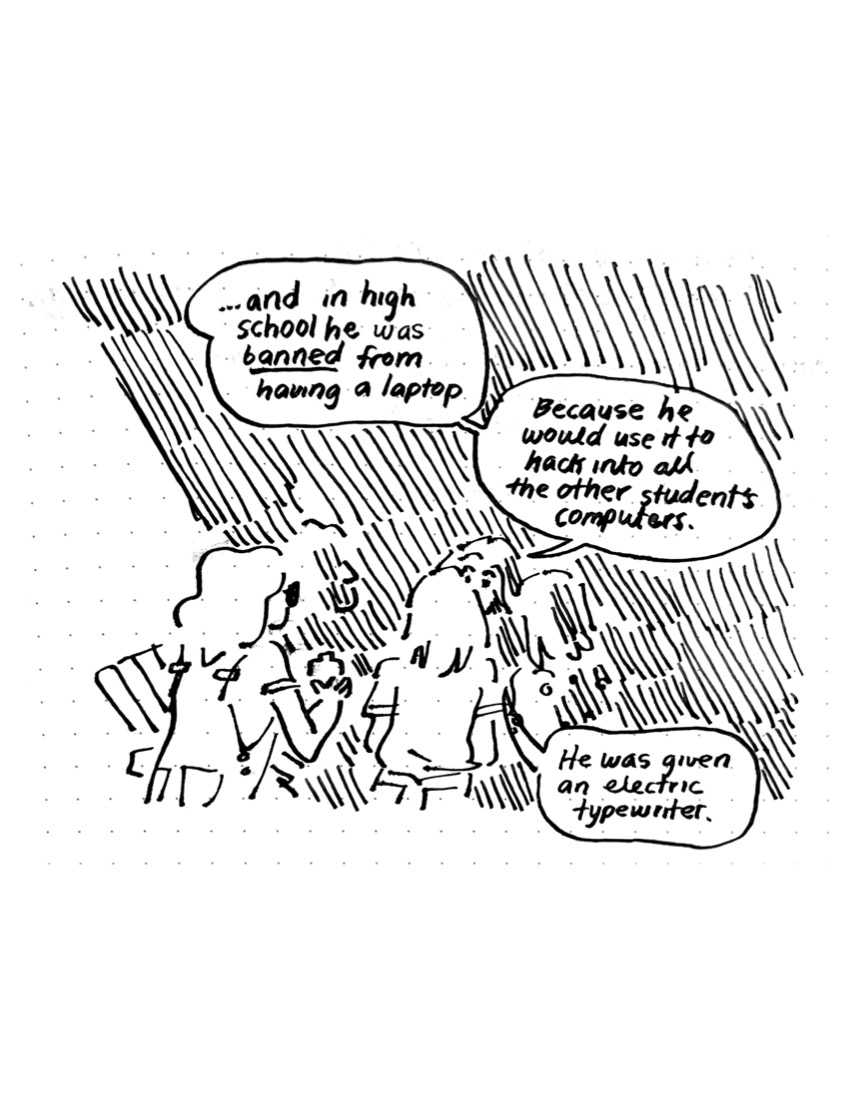 ...and in high
school he was
banned from
having a laptop
Because he
would use it to
hack into all
the other student's
computers.
He was given
an electric
typewriter.